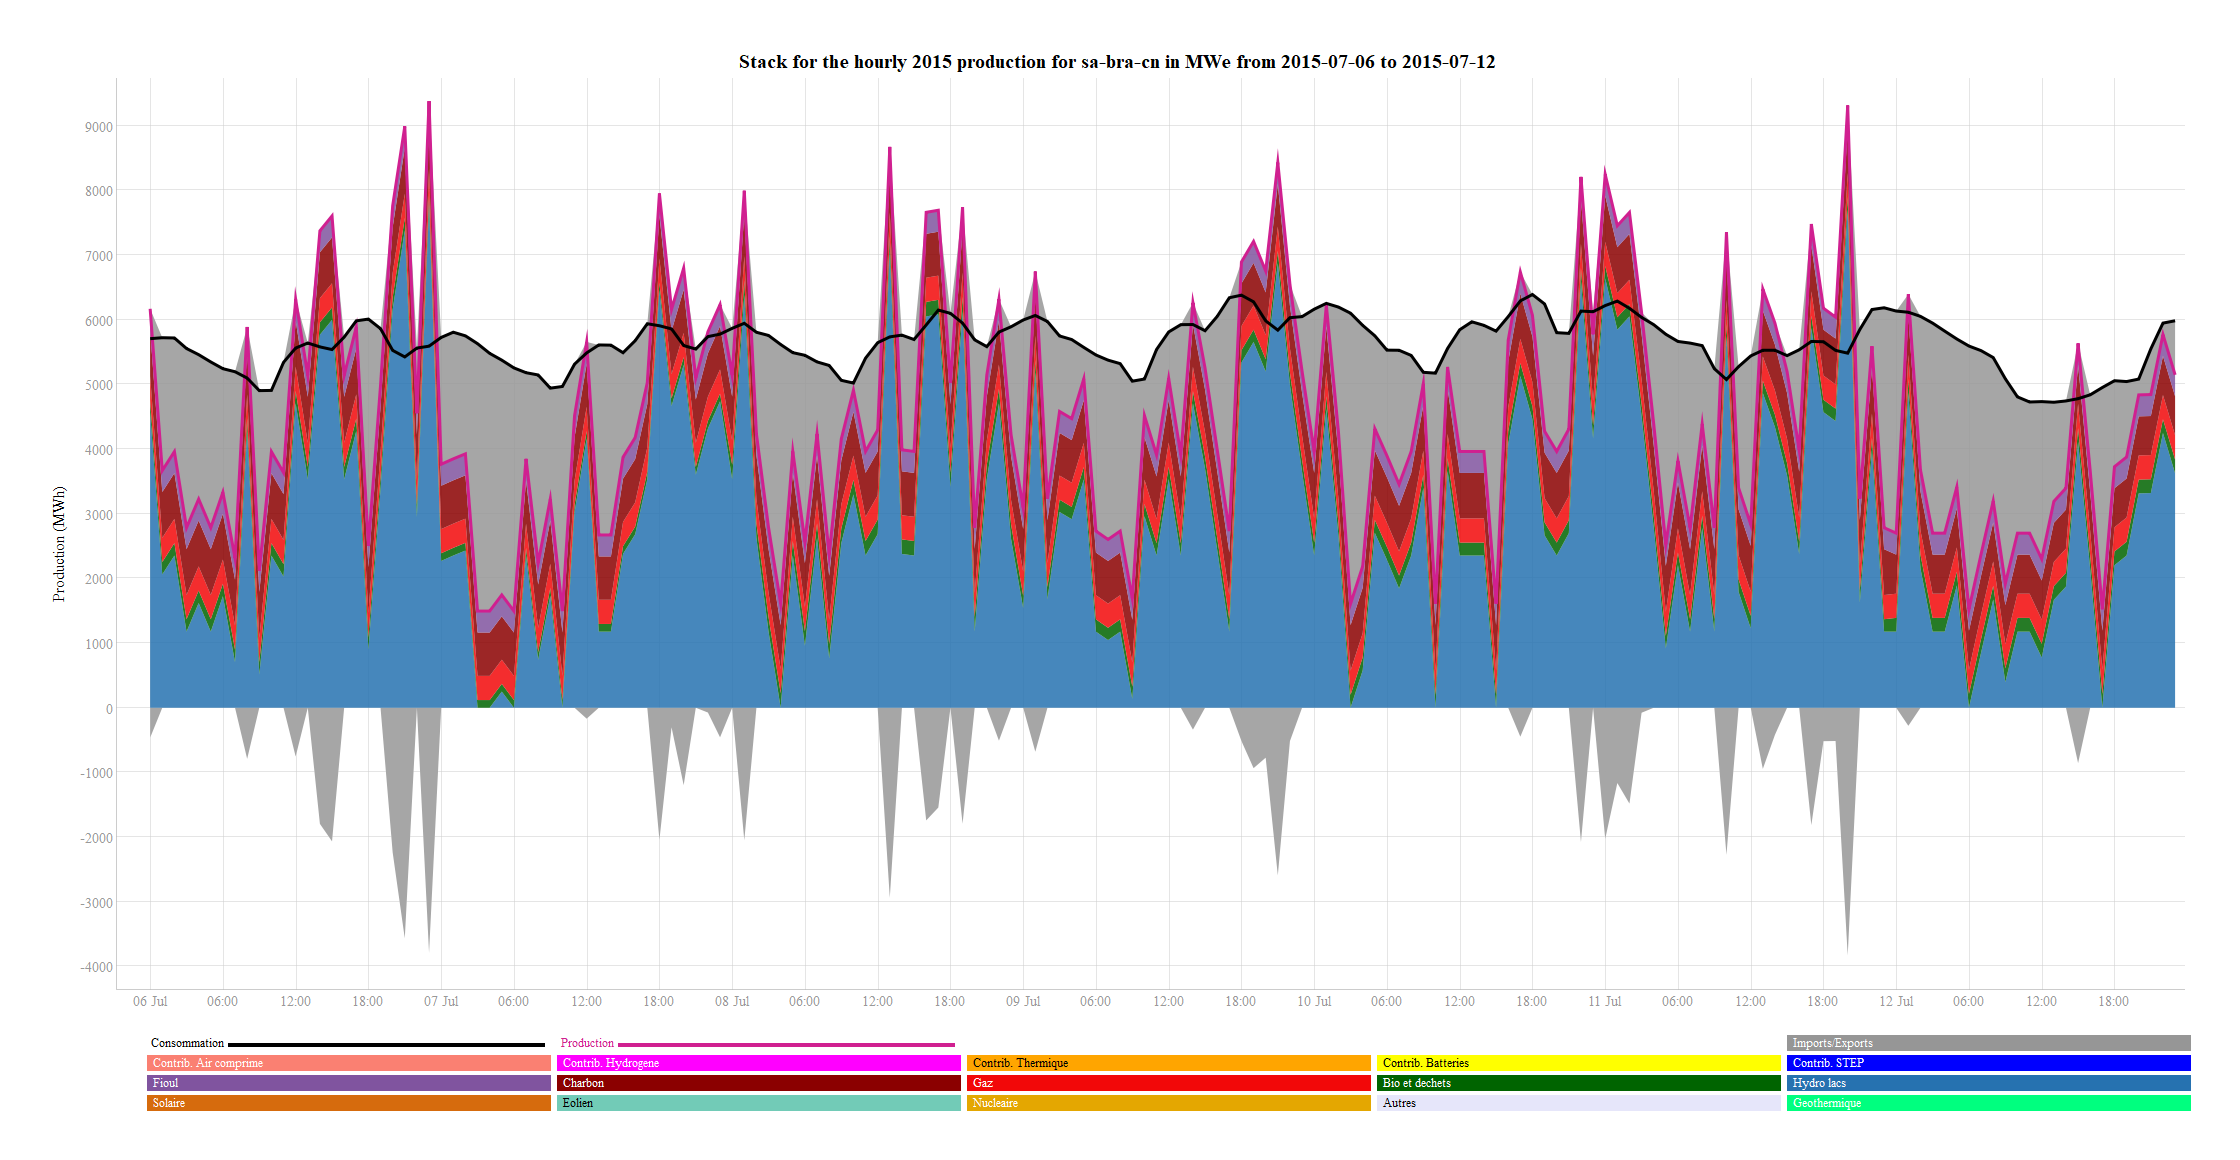 Stack for the hourly 2015 production for sa-bra-cn in MWe from 2015-07-06 to 2015-07-12
Production (MWh)
9000
8000
7000
6000
5000
4000
3000
2000
1000
0
-1000
-2000
-3000
-4000
06 Jul 06:00 12:00 18:00 07 Jul 06:00 12:00 18:00 08 Jul 06:00 12:00 18:00 09 Jul 06:00 12:00 18:00 10 Jul 06:00 12:00 18:00 11 Jul 06:00 12:00 18:00 12 Jul 06:00 12:00 18:00
Consommation Production Imports/Exports
Contrib. Air comprime Contrib. Hydrogene Contrib. Thermique Contrib. Batteries Contrib. STEP
Fioul Charbon Gaz Bio et dechets Hydro lacs
Solaire Eolien Nucleaire Autres Geothermique